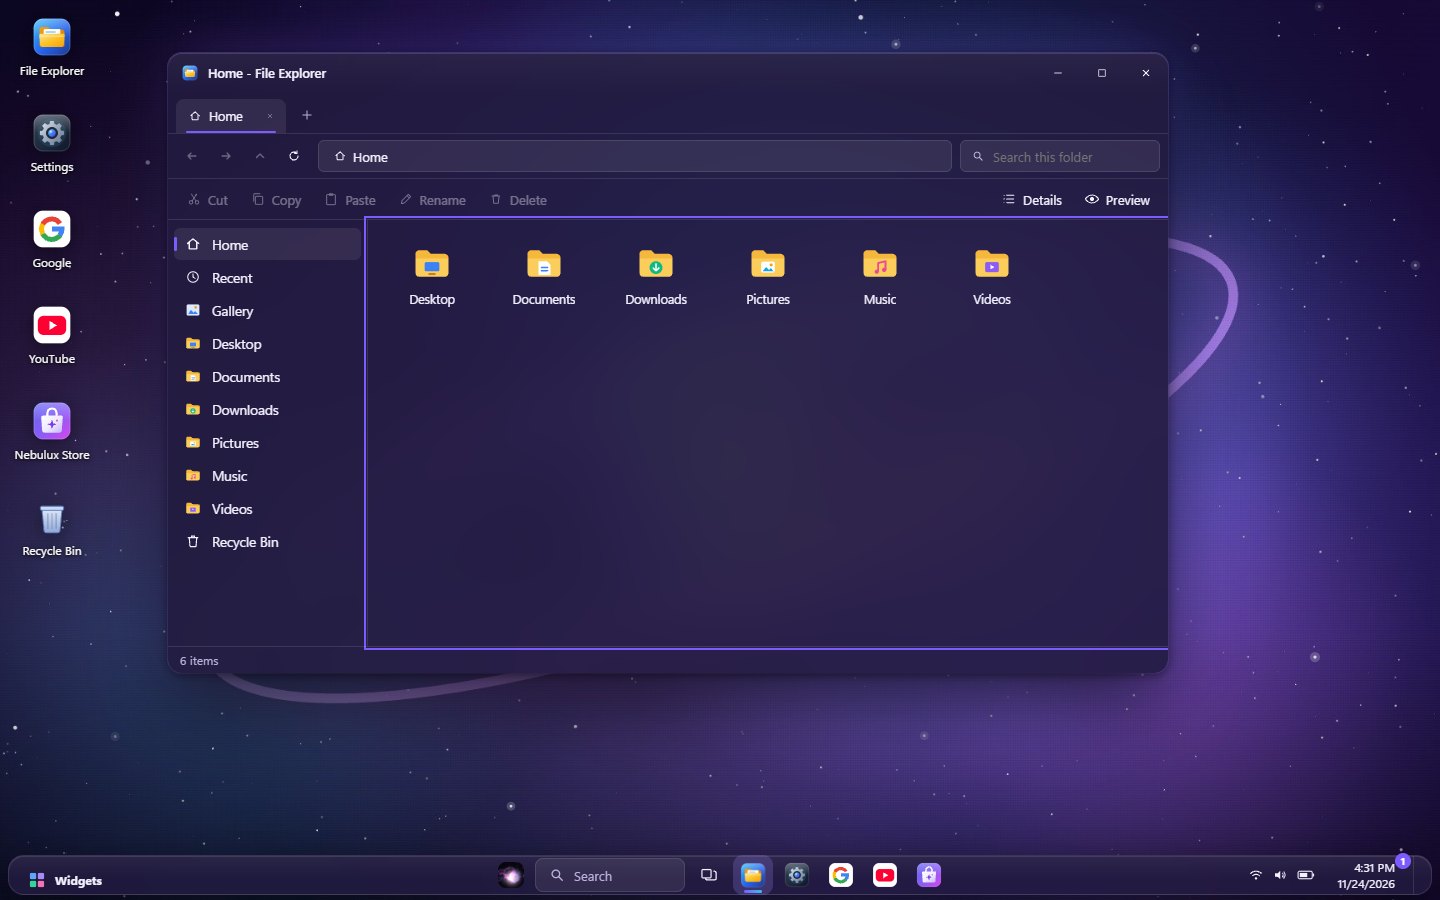 File Explorer
Settings
Google
YouTube
Nebulux Store
Recycle Bin
Home - File Explorer
Home
Home
Search this folder
Cut
Copy
Paste
Rename
Delete
Details
Preview
Home
Recent
Gallery
Desktop
Documents
Downloads
Pictures
Music
Videos
Recycle Bin
Desktop
Documents
Downloads
Pictures
Music
Videos
6 items
Widgets
Search
4:31 PM
11/24/2026
1